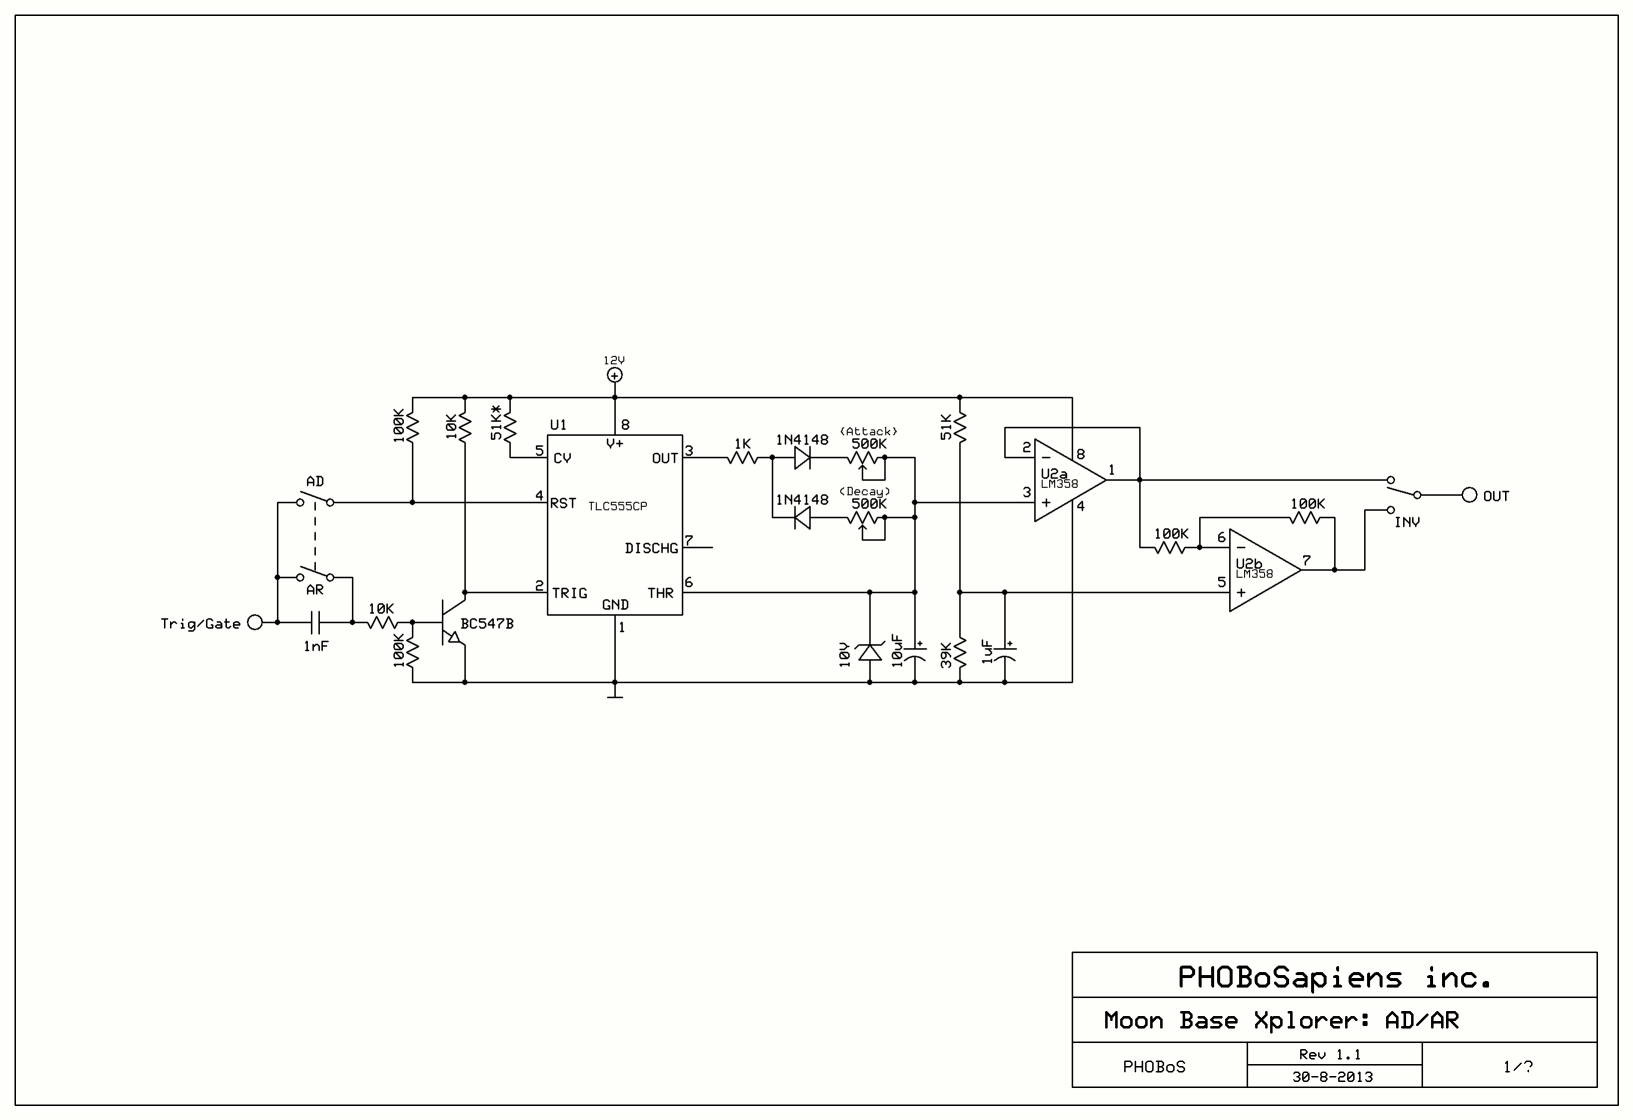 12V
100K
10K
51K*
U1
8
V+
5
CV
OUT
3
1K
1N4148
(Attack)
500K
51K
2
−
8
U2a
LM358
1
AD
4
RST
TLC555CP
1N4148
(Decay)
500K
3
+
4
100K
OUT
INV
DISCHG
7
100K
6
−
U2b
LM358
7
AR
2
TRIG
GND
THR
6
5
+
Trig/Gate
1nF
10K
100K
BC547B
1
10V
10uF
+
39K
1uF
+
PHOBoSapiens inc.
Moon Base Xplorer: AD/AR
PHOBoS
Rev 1.1
30-8-2013
1/?